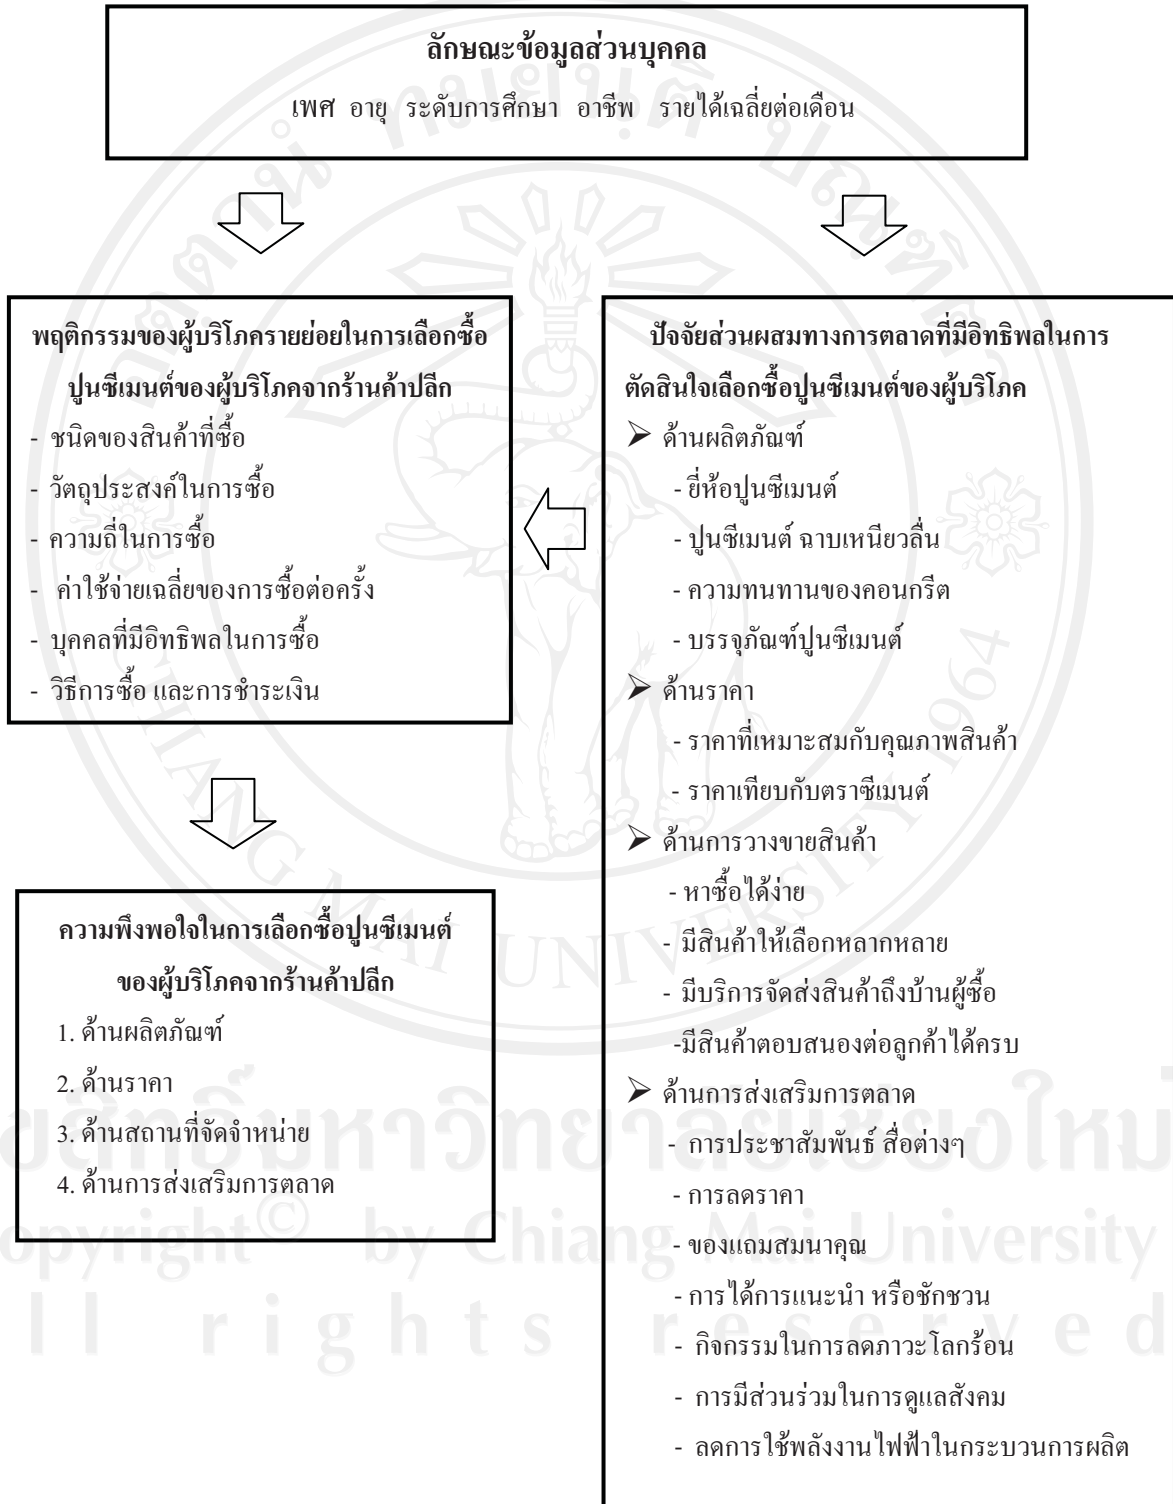 ลักษณะข้อมูลส่วนบุคคล
เพศ อายุ ระดับการศึกษา อาชีพ รายได้เฉลี่ยต่อเดือน
พฤติกรรมของผู้บริโภครายย่อยในการเลือกซื้อ
ปูนซีเมนต์ของผู้บริโภคจากร้านค้าปลีก
- ชนิดของสินค้าที่ซื้อ
- วัตถุประสงค์ในการซื้อ
- ความถี่ในการซื้อ
- ค่าใช้จ่ายเฉลี่ยของการซื้อต่อครั้ง
- บุคคลที่มีอิทธิพลในการซื้อ
- วิธีการซื้อ และการชำระเงิน
ความพึงพอใจในการเลือกซื้อปูนซีเมนต์
ของผู้บริโภคจากร้านค้าปลีก
1. ด้านผลิตภัณฑ์
2. ด้านราคา
3. ด้านสถานที่จัดจำหน่าย
4. ด้านการส่งเสริมการตลาด
ปัจจัยส่วนผสมทางการตลาดที่มีอิทธิพลในการ
ตัดสินใจเลือกซื้อปูนซีเมนต์ของผู้บริโภค
➤ ด้านผลิตภัณฑ์
- ยี่ห้อปูนซีเมนต์
- ปูนซีเมนต์ ฉาบเหนียวลื่น
- ความทนทานของคอนกรีต
- บรรจุภัณฑ์ปูนซีเมนต์
➤ ด้านราคา
- ราคาที่เหมาะสมกับคุณภาพสินค้า
- ราคาเทียบกับตราซีเมนต์
➤ ด้านการวางขายสินค้า
- หาซื้อได้ง่าย
- มีสินค้าให้เลือกหลากหลาย
- มีบริการจัดส่งสินค้าถึงบ้านผู้ซื้อ
-มีสินค้าตอบสนองต่อลูกค้าได้ครบ
➤ ด้านการส่งเสริมการตลาด
- การประชาสัมพันธ์ สื่อต่างๆ
- การลดราคา
- ของแถมสมนาคุณ
- การได้การแนะนำ หรือชักชวน
- กิจกรรมในการลดภาวะโลกร้อน
- การมีส่วนร่วมในการดูแลสังคม
- ลดการใช้พลังงานไฟฟ้าในกระบวนการผลิต
CHIANG MAI UNIVERSITY 1964
ยสิทธิ์มหาวิทยาลัยเชียงใหม่
opyright© by Chiang Mai University
ll rights reserved